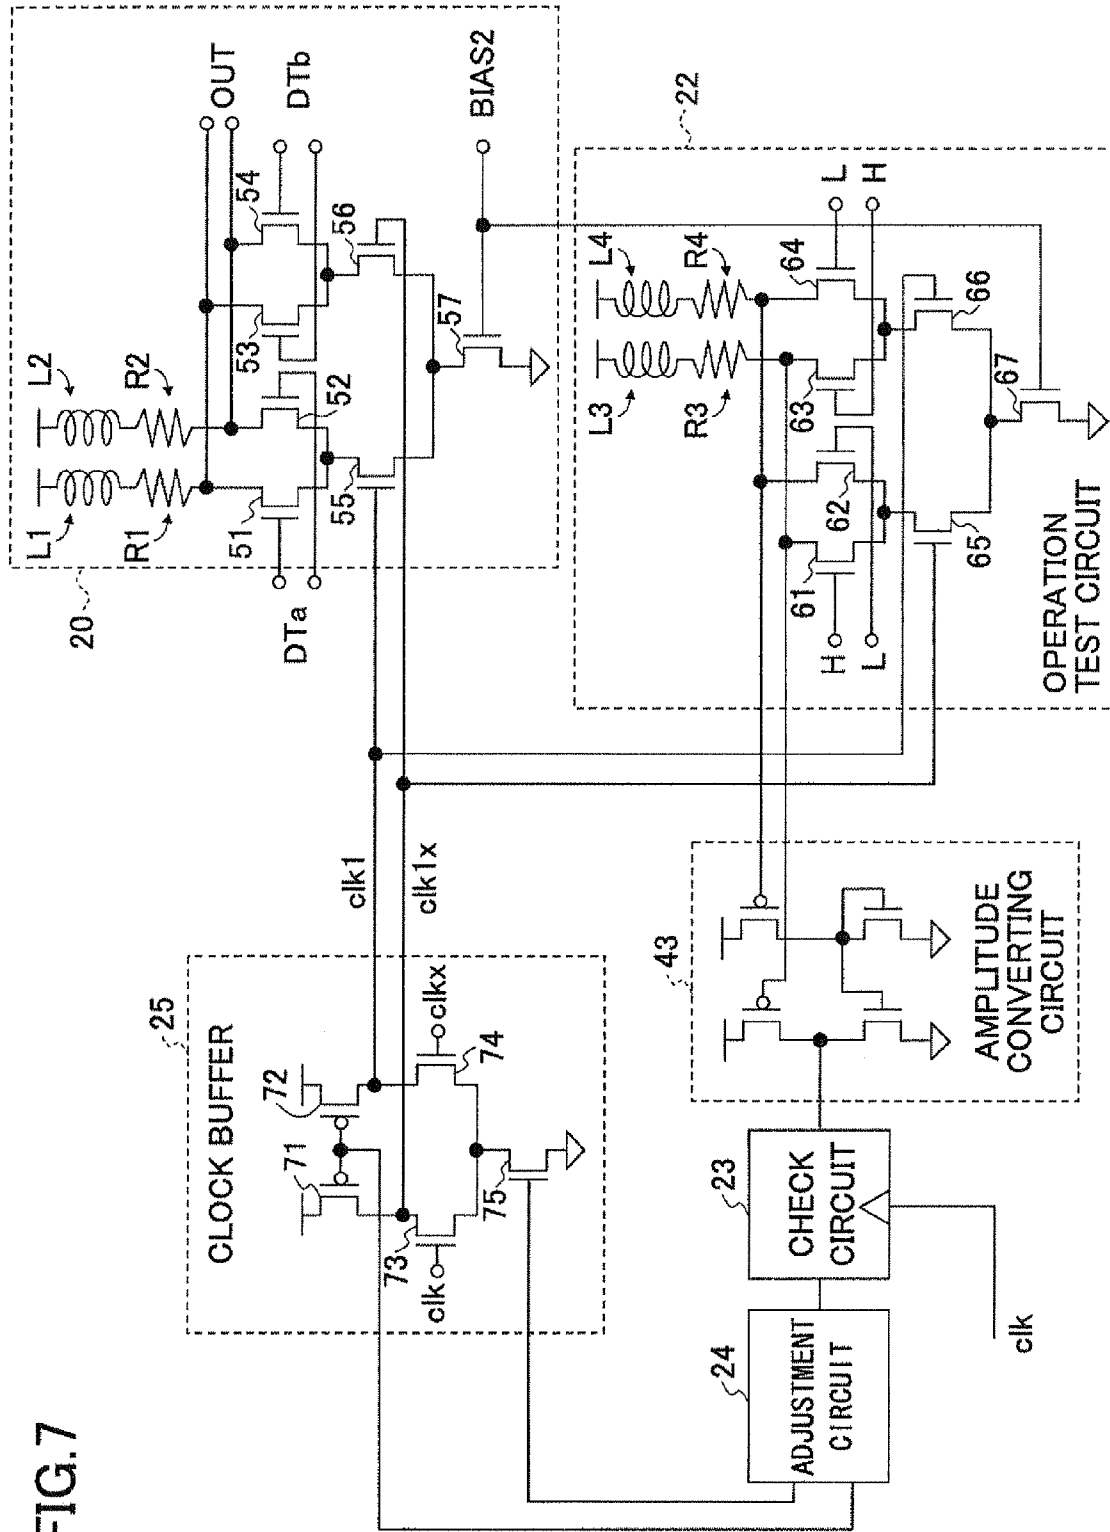 FIG.7
20
L1
L2
R1
R2
OUT
51
52
53
54
DTa
DTb
55
56
57
BIAS2
25
CLOCK BUFFER
71
72
73
74
75
clk
clkx
clk1
clk1x
22
L3
L4
R3
R4
61
62
63
64
H
L
L
H
65
66
67
OPERATION
TEST CIRCUIT
43
AMPLITUDE
CONVERTING
CIRCUIT
23
CHECK
CIRCUIT
24
ADJUSTMENT
CIRCUIT
clk